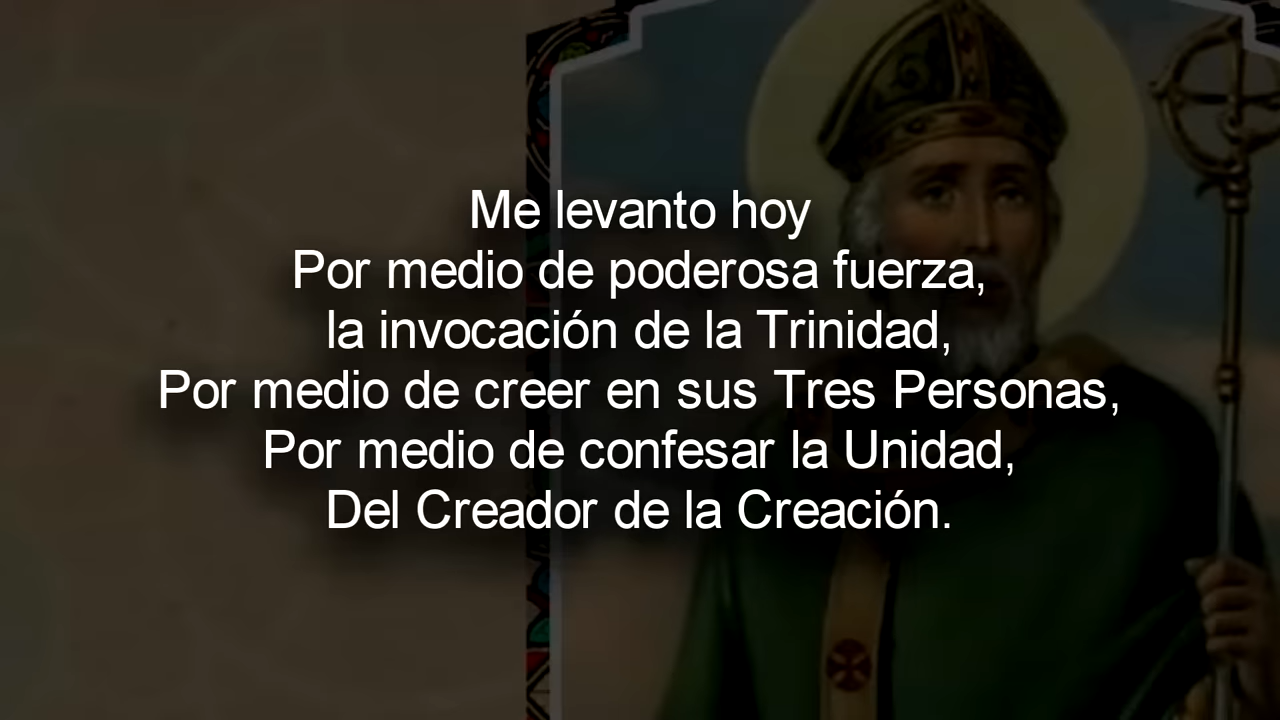 Me levanto hoy
Por medio de poderosa fuerza,
la invocación de la Trinidad,
Por medio de creer en sus Tres Personas,
Por medio de confesar la Unidad,
Del Creador de la Creación.